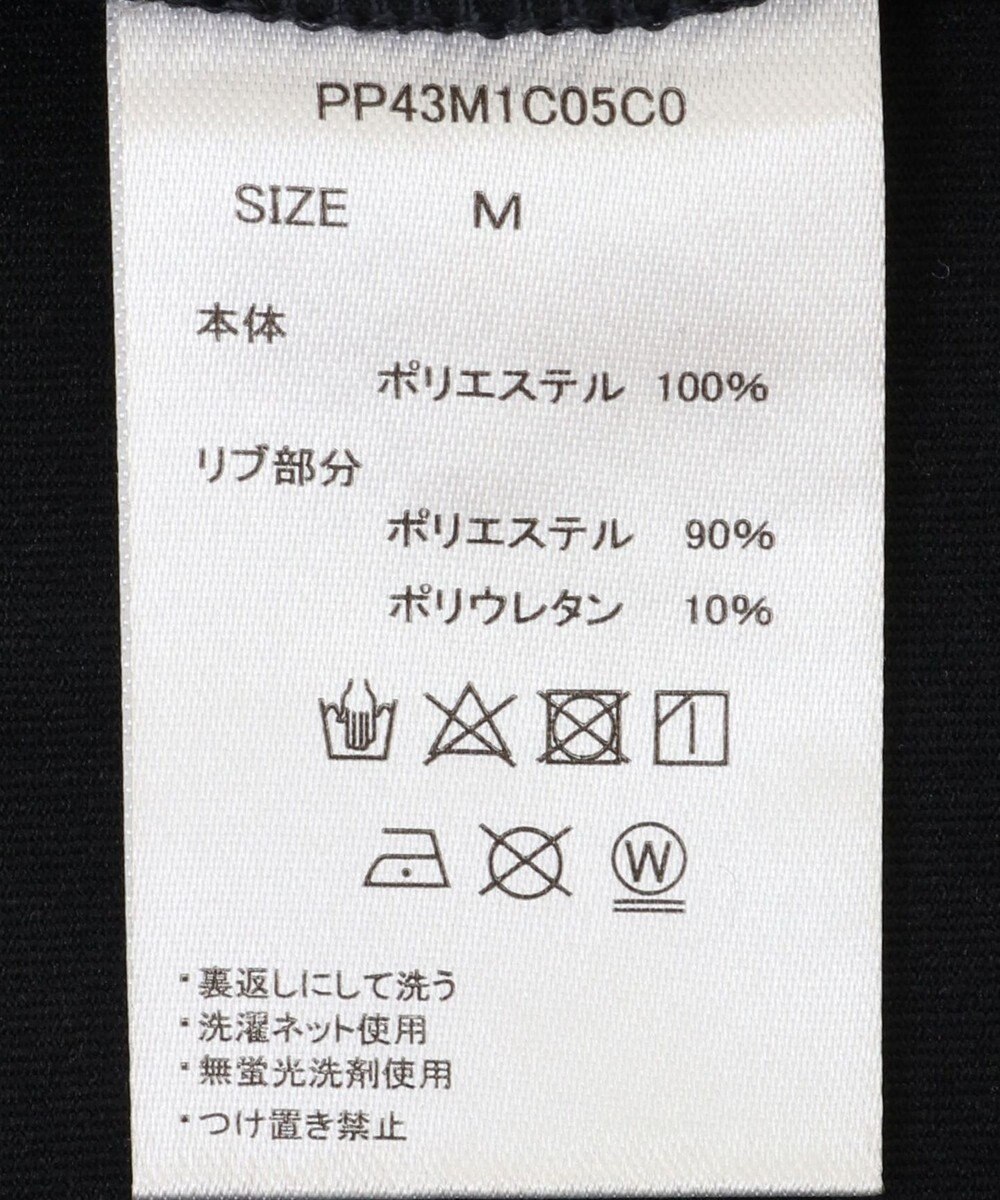 PP43M1C05C0
SIZE M
本体
ポリエステル 100%
リブ部分
ポリエステル 90%
ポリウレタン 10%
W
・裏返しにして洗う
・洗濯ネット使用
・無蛍光洗剤使用
・つけ置き禁止